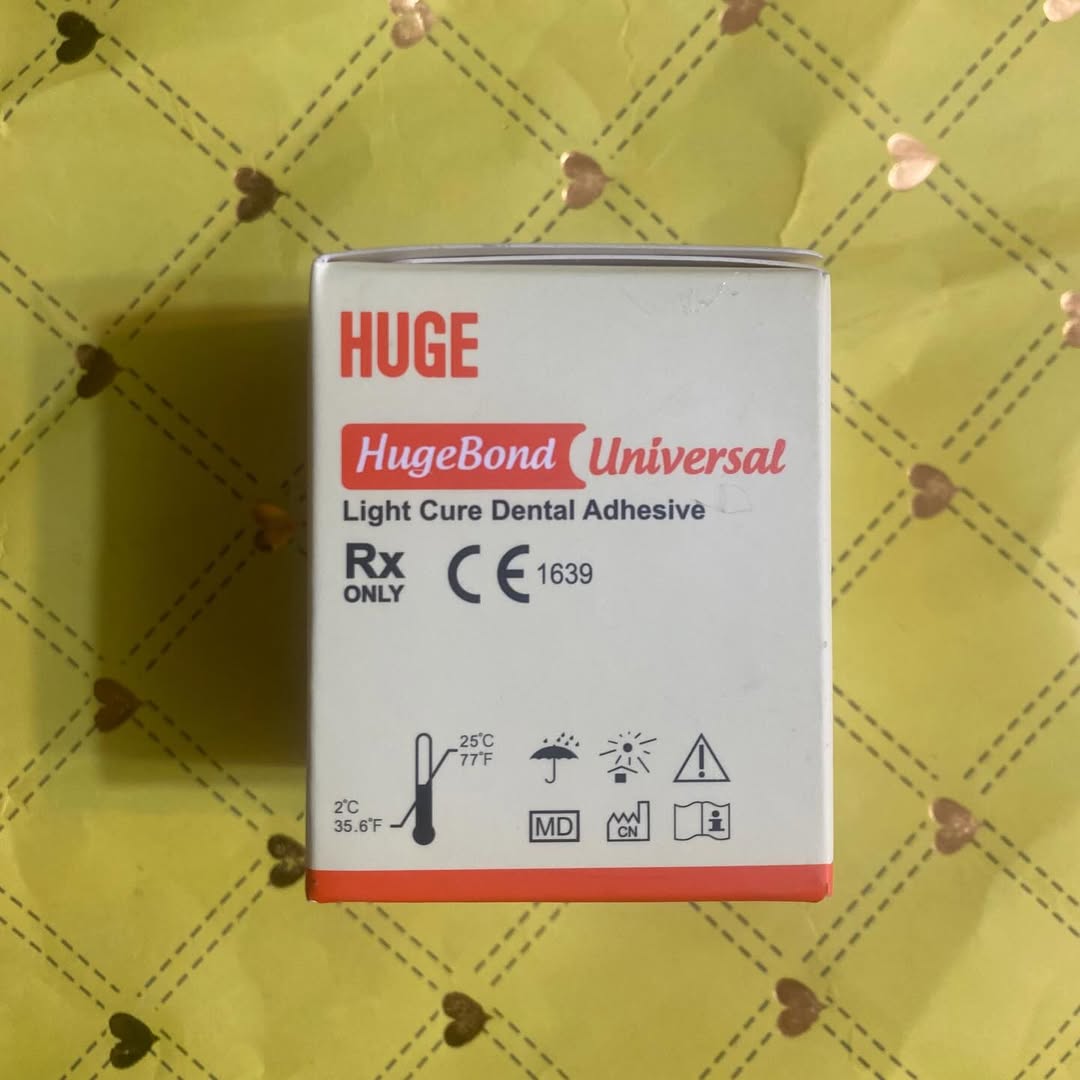 HUGE
HugeBond Universal
Light Cure Dental Adhesive
Rx
ONLY
CE 1639
25°C
77°F
2°C
35.6°F
MD
CN